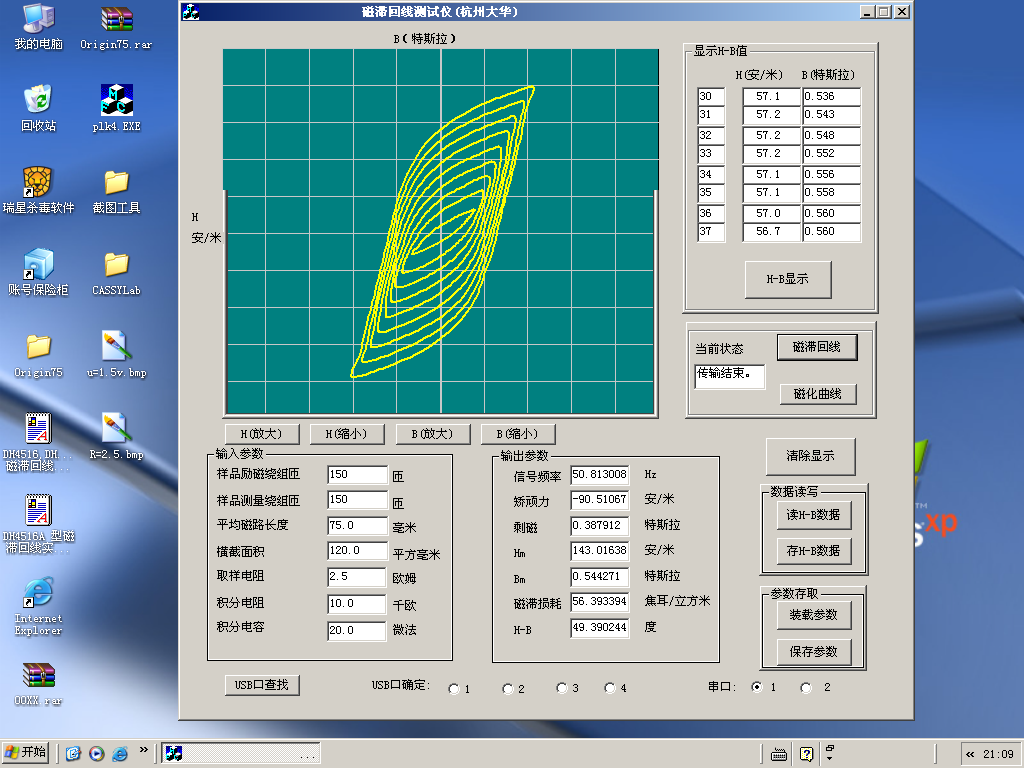 我的电脑
Origin75.rar
回收站
plk4.EXE
瑞星杀毒软件
截图工具
账号保险柜
CASSYLab
Origin75
u=1.5v.bmp
DH4516 DH...
磁滞回线...
R=2.5.bmp
DH4516A 型磁
滞回线实...
Internet
Explorer
OOXX.rar
磁滞回线测试仪(杭州大华)
B(特斯拉)
H
安/米
显示H-B值
H(安/米) B(特斯拉)
30 57.1 0.536
31 57.2 0.543
32 57.2 0.548
33 57.2 0.552
34 57.1 0.556
35 57.1 0.558
36 57.0 0.560
37 56.7 0.560
H-B显示
当前状态
传输结束。
磁滞回线
磁化曲线
H(放大) H(缩小) B(放大) B(缩小)
输入参数
样品励磁绕组匝 150 匝
样品测量绕组匝 150 匝
平均磁路长度 75.0 毫米
横截面积 120.0 平方毫米
取样电阻 2.5 欧姆
积分电阻 10.0 千欧
积分电容 20.0 微法
输出参数
信号频率 50.813008 Hz
矫顽力 -90.51067 安/米
剩磁 0.387912 特斯拉
Hm 143.01638 安/米
Bm 0.544271 特斯拉
磁滞损耗 56.393394 焦耳/立方米
H-B 49.390244 度
清除显示
数据读写
读H-B数据
存H-B数据
参数存取
装载参数
保存参数
USB口查找
USB口确定: 1 2 3 4
串口: 1 2
xp
开始
»
...
«
21:09